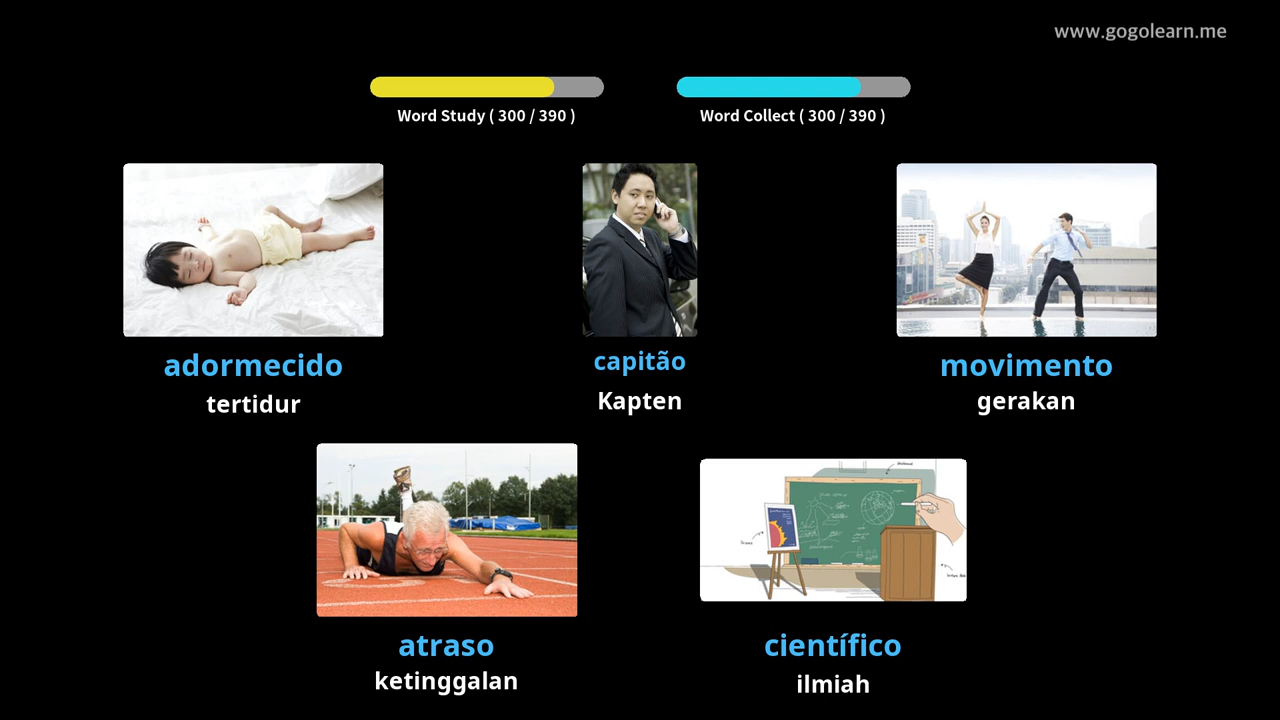 www.gogolearn.me
Word Study ( 300 / 390 )
Word Collect ( 300 / 390 )
adormecido
tertidur
capitão
Kapten
movimento
gerakan
atraso
ketinggalan
científico
ilmiah